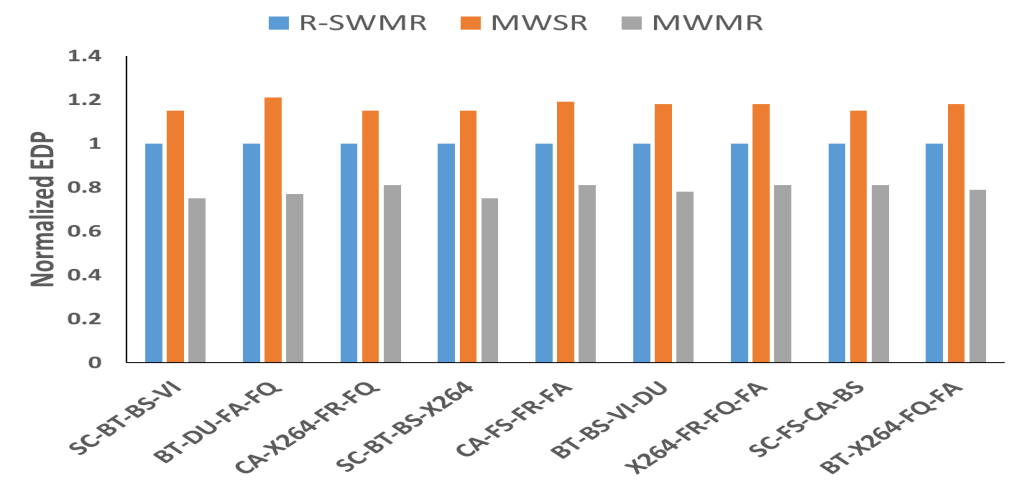 R-SWMR MWSR MWMR
Normalized EDP
1.4
1.2
1
0.8
0.6
0.4
0.2
0
SC-BT-BS-VI
BT-DU-FA-FQ
CA-X264-FR-FQ
SC-BT-BS-X264
CA-FS-FR-FA
BT-BS-VI-DU
X264-FR-FQ-FA
SC-FS-CA-BS
BT-X264-FQ-FA